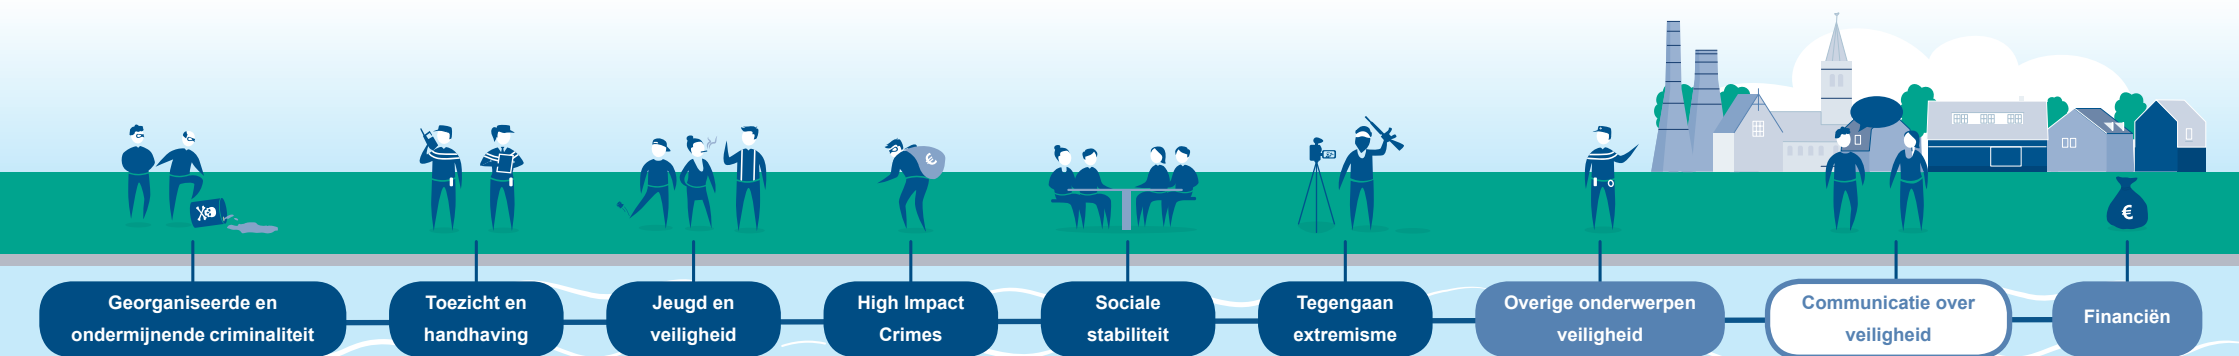 €
€
Georganiseerde en
ondermijnende criminaliteit
Toezicht en
handhaving
Jeugd en
veiligheid
High Impact
Crimes
Sociale
stabiliteit
Tegengaan
extremisme
Overige onderwerpen
veiligheid
Communicatie over
veiligheid
Financiën